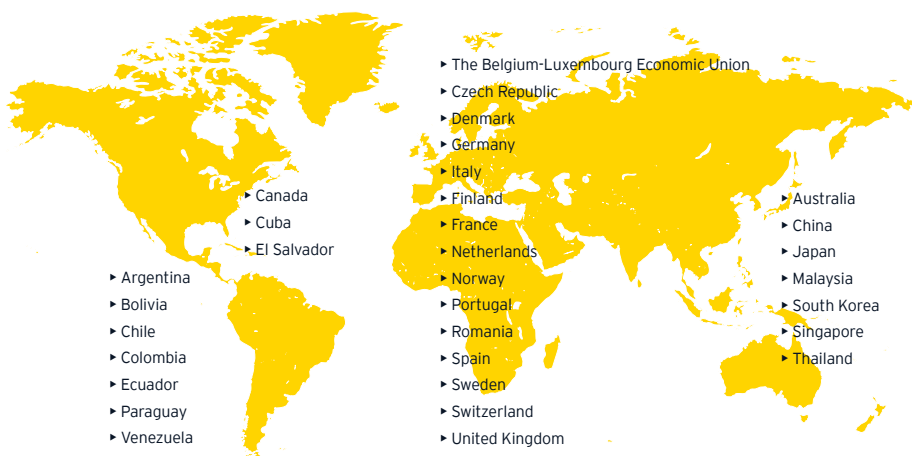 ▸ Canada
▸ Cuba
▸ El Salvador
▸ Argentina
▸ Bolivia
▸ Chile
▸ Colombia
▸ Ecuador
▸ Paraguay
▸ Venezuela
▸ The Belgium-Luxembourg Economic Union
▸ Czech Republic
▸ Denmark
▸ Germany
▸ Italy
▸ Finland
▸ France
▸ Netherlands
▸ Norway
▸ Portugal
▸ Romania
▸ Spain
▸ Sweden
▸ Switzerland
▸ United Kingdom
▸ Australia
▸ China
▸ Japan
▸ Malaysia
▸ South Korea
▸ Singapore
▸ Thailand